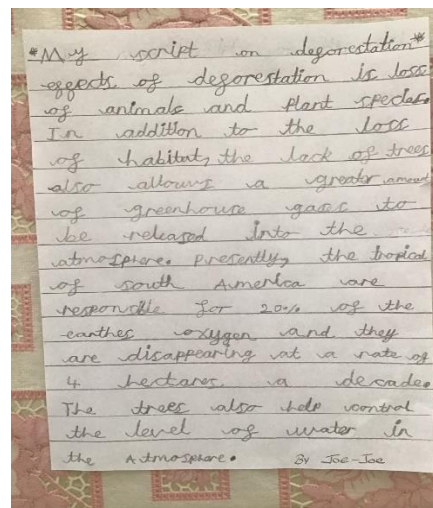 *My script on deforestation*
effects of deforestation is loss
of animals and plant species.
In addition to the loss
of habitat, the lack of trees
also allows a greater amount
of greenhouse gases to
be released into the
atmosphere. Presently, the tropical
of south America are
responsible for 20% of the
earthes oxygen and they
are disappearing at a rate of
4 hectares a decade.
The trees also help control
the level of water in
the Atmosphere. By Joe-Joe